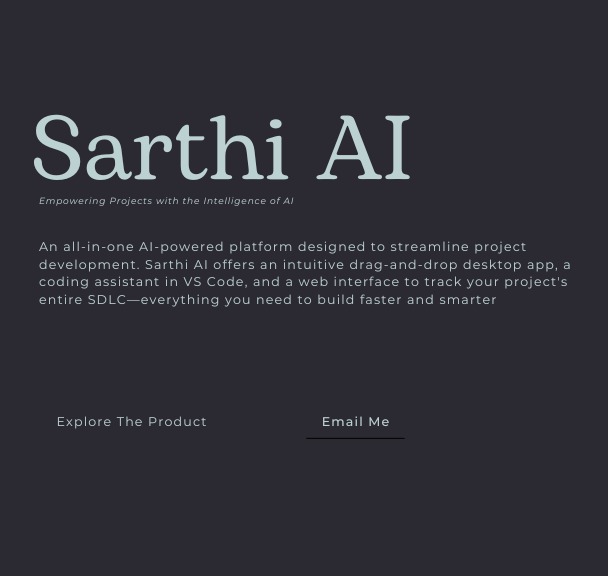 Sarthi AI
Empowering Projects with the Intelligence of AI
An all-in-one AI-powered platform designed to streamline project
development. Sarthi AI offers an intuitive drag-and-drop desktop app, a
coding assistant in VS Code, and a web interface to track your project's
entire SDLC—everything you need to build faster and smarter
Explore The Product
Email Me